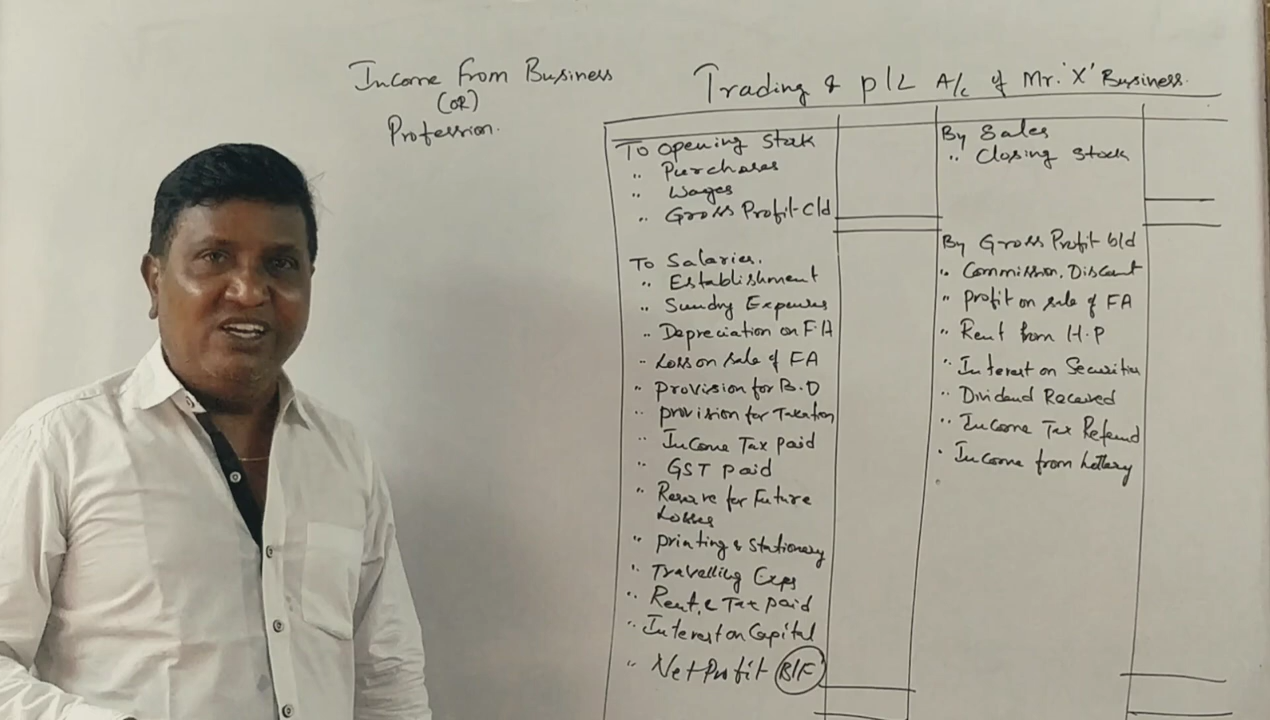 Income From Business
(OR)
Profession.
Trading & P/L A/c of Mr. 'X' Business.
To opening Stock
" Purchases
" Wages
" Gross Profit c/d
To Salaries.
" Establishment
" Sundry Expenses
" Depreciation on F.A
" Loss on sale of FA
" Provision for B.D
" provision for Taxation
" Income Tax paid
" GST paid
" Reserve for Future
Losses
" printing & Stationery
" Travelling Exps
" Rent & Tax paid
" Interest on Capital
" Net Profit B/F
By Sales
" Closing Stock
By Gross Profit b/d
" Commission, Discount
" Profit on sale of FA
" Rent from H.P
" Interest on Securities
" Dividend Received
" Income Tax Refund
" Income from Lottery